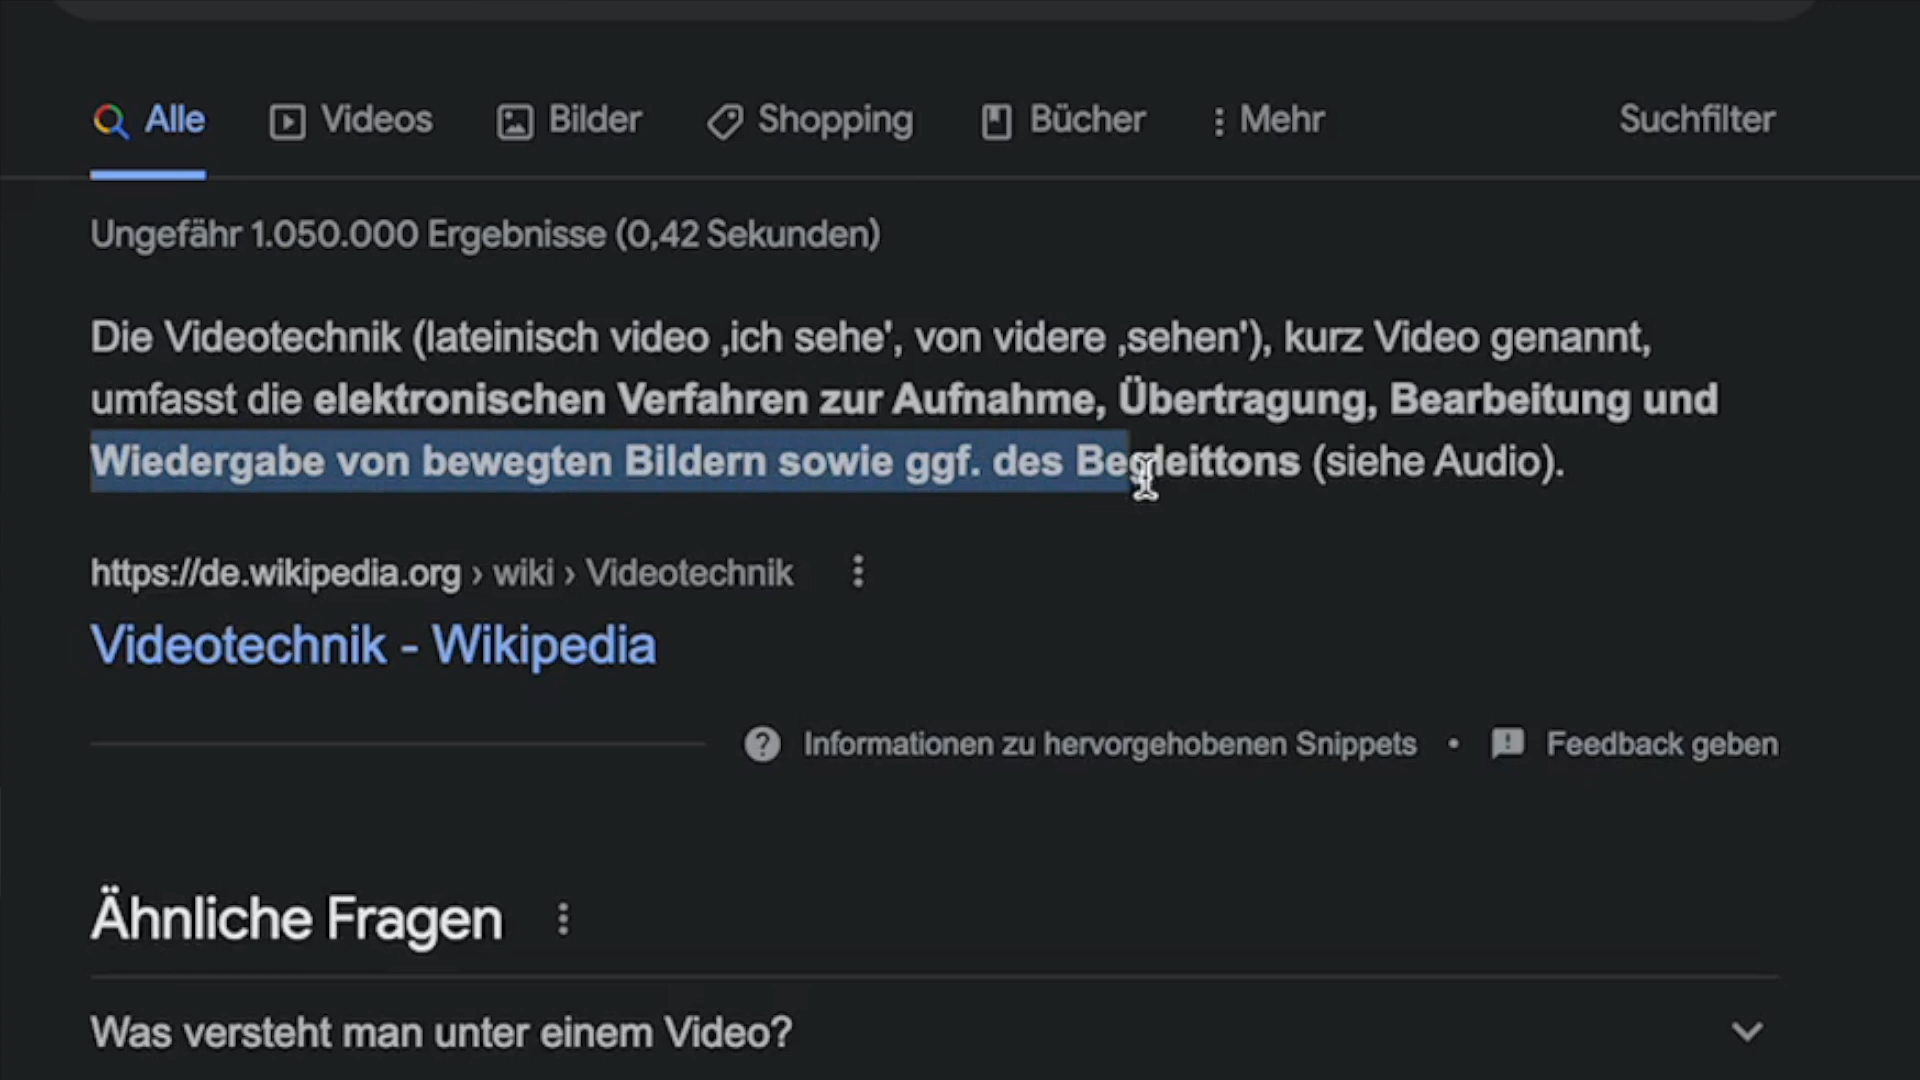 Alle Videos Bilder Shopping Bücher Mehr Suchfilter
Ungefähr 1.050.000 Ergebnisse (0,42 Sekunden)
Die Videotechnik (lateinisch video ‚ich sehe', von videre ‚sehen'), kurz Video genannt,
umfasst die elektronischen Verfahren zur Aufnahme, Übertragung, Bearbeitung und
Wiedergabe von bewegten Bildern sowie ggf. des Begleittons (siehe Audio).
https://de.wikipedia.org › wiki › Videotechnik
Videotechnik - Wikipedia
Informationen zu hervorgehobenen Snippets • Feedback geben
Ähnliche Fragen
Was versteht man unter einem Video?